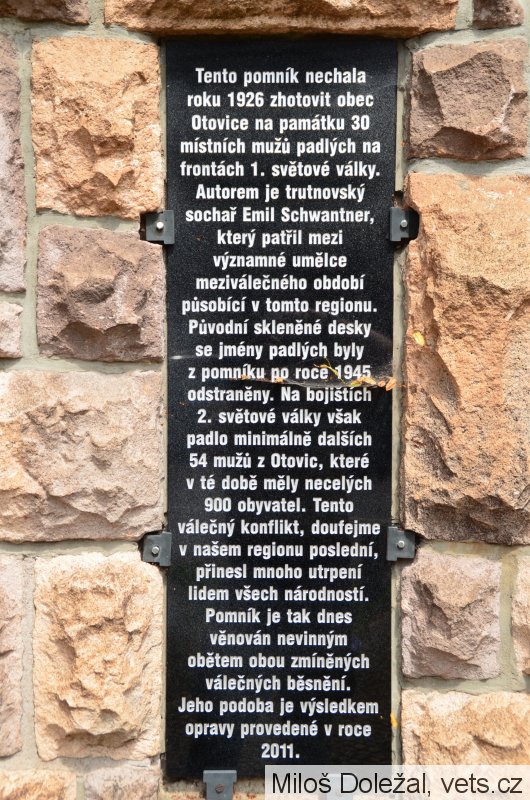 Tento pomník nechala
roku 1926 zhotovit obec
Otovice na památku 30
místních mužů padlých na
frontách 1. světové války.
Autorem je trutnovský
sochař Emil Schwantner,
který patřil mezi
významné umělce
meziválečného období
působící v tomto regionu.
Původní skleněné desky
se jmény padlých byly
z pomníku po roce 1945
odstraněny. Na bojištích
2. světové války však
padlo minimálně dalších
54 mužů z Otovic, které
v té době měly necelých
900 obyvatel. Tento
válečný konflikt, doufejme
v našem regionu poslední,
přinesl mnoho utrpení
lidem všech národností.
Pomník je tak dnes
věnován nevinným
obětem obou zmíněných
válečných běsnění.
Jeho podoba je výsledkem
opravy provedené v roce
2011.
Miloš Doležal, vets.cz